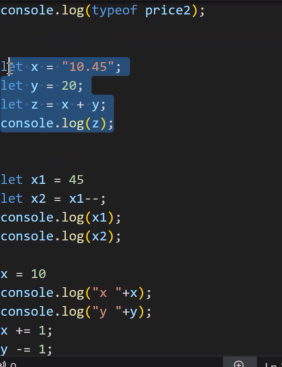 console.log(typeof price2);
let x = "10.45";
let y = 20;
let z = x + y;
console.log(z);
let x1 = 45
let x2 = x1--;
console.log(x1);
console.log(x2);
x = 10
console.log("x "+x);
console.log("y "+y);
x += 1;
y -= 1;